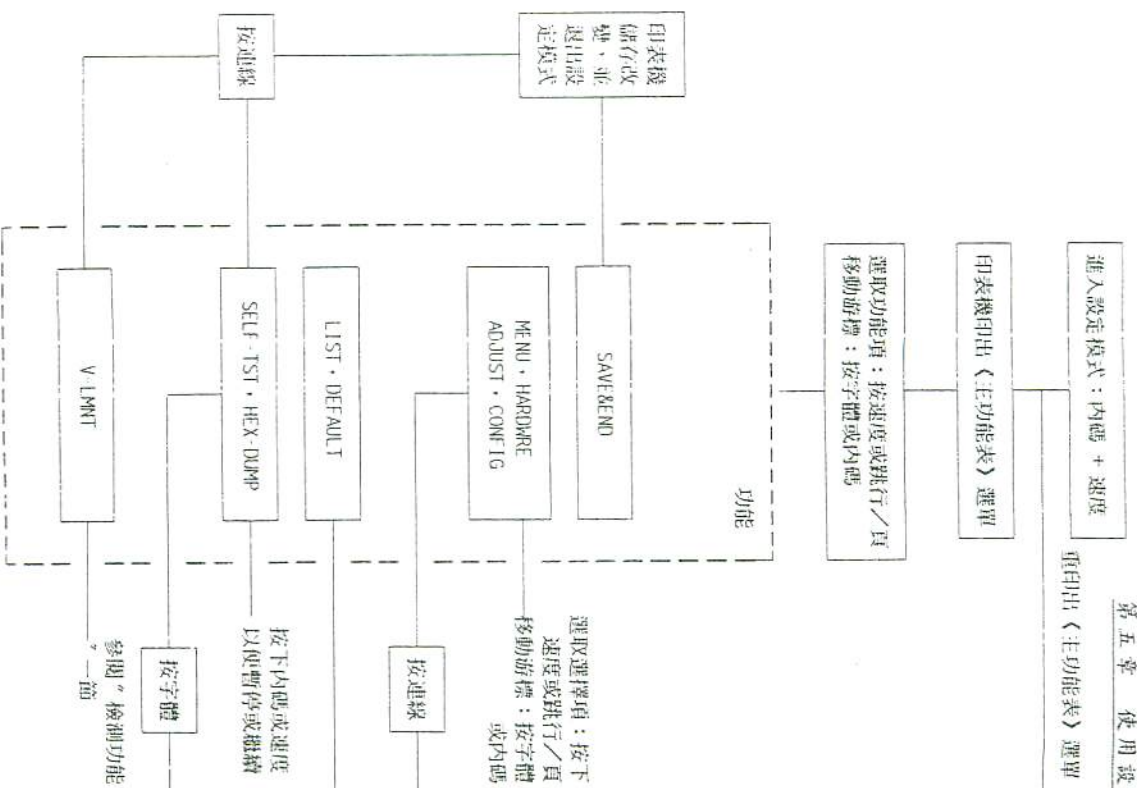 第五章 使用設
進入設定模式：內碼 + 速度
重印出《主功能表》選單
印表機印出《主功能表》選單
選取功能項：按速度或跳行／頁
移動游標：按字體或內碼
功能
SAVE&END
印表機
儲存改
變，並
退出設
定模式
MENU・HARDWRE
ADJUST・CONFIG
選取選擇項：按下
速度或跳行／頁
移動游標：按字體
或內碼
按連線
LIST・DEFAULT
SELF-TST・HEX-DUMP
按連線
按下內碼或速度
以便暫停或繼續
按字體
V-LMNT
參閱“檢測功能
”一節